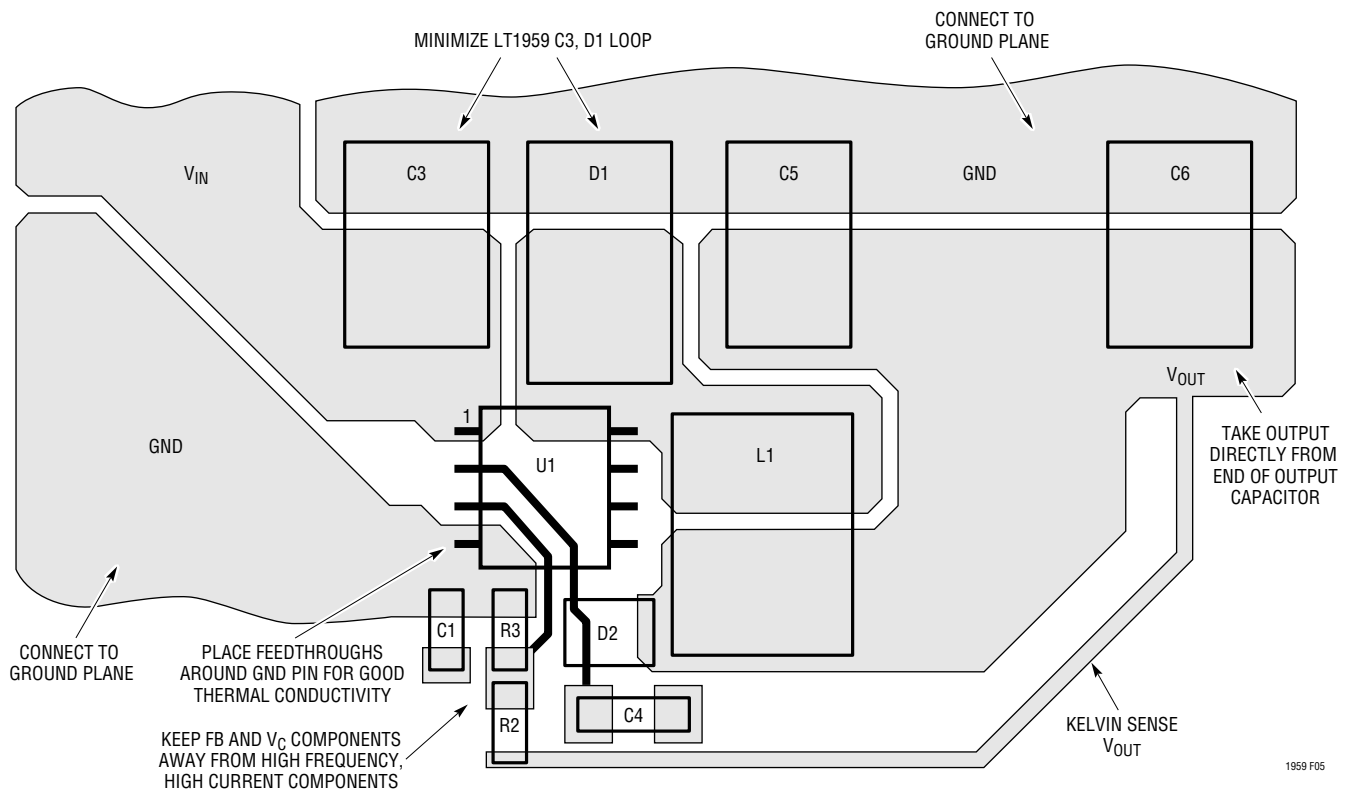 MINIMIZE LT1959 C3, D1 LOOP
CONNECT TO
GROUND PLANE
VIN
C3
D1
C5
GND
C6
VOUT
1
U1
L1
GND
TAKE OUTPUT
DIRECTLY FROM
END OF OUTPUT
CAPACITOR
CONNECT TO
GROUND PLANE
PLACE FEEDTHROUGHS
AROUND GND PIN FOR GOOD
THERMAL CONDUCTIVITY
C1
R3
D2
R2
C4
KEEP FB AND VC COMPONENTS
AWAY FROM HIGH FREQUENCY,
HIGH CURRENT COMPONENTS
KELVIN SENSE
VOUT
1959 F05